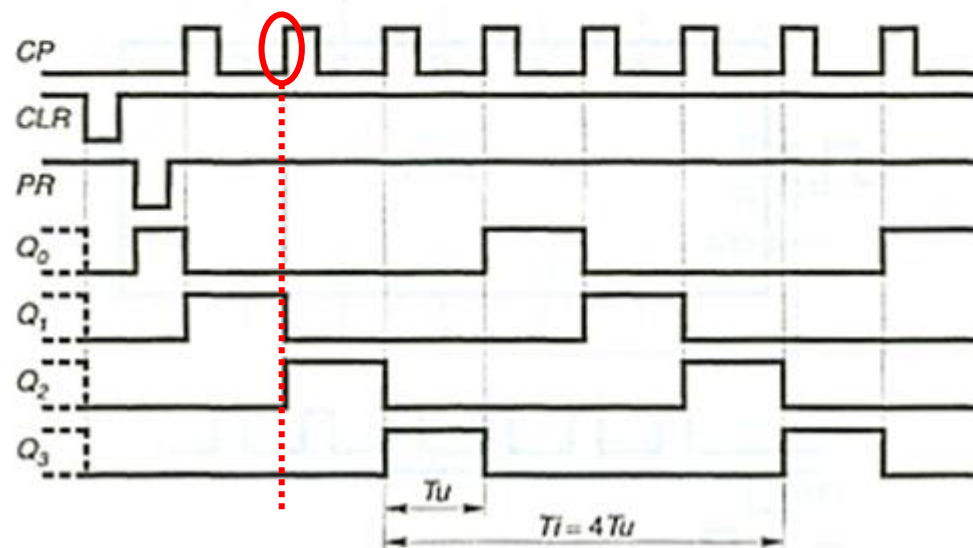 CP
CLR
PR
Q₀
Q₁
Q₂
Q₃
Tu
Ti = 4Tu